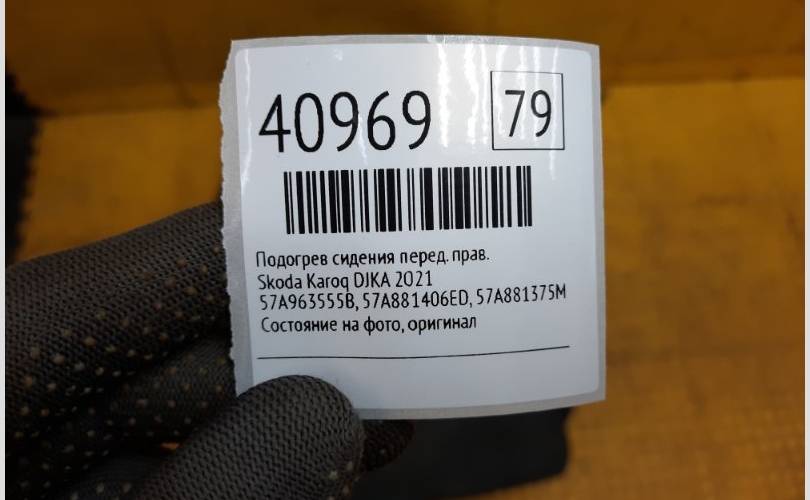 40969
79
Подогрев сидения перед. прав.
Skoda Karoq DJKA 2021
57A963555B, 57A881406ED, 57A881375M
Состояние на фото, оригинал